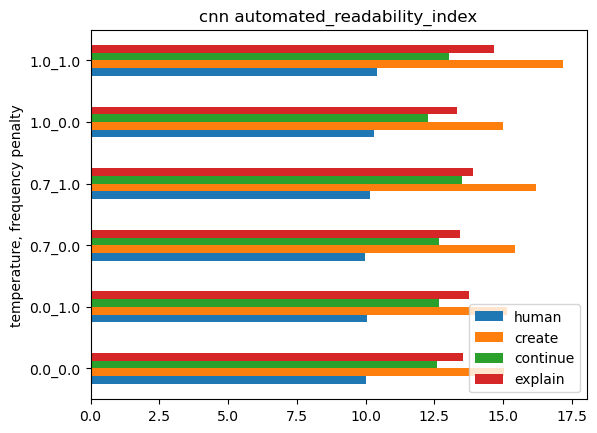 cnn automated_readability_index
temperature, frequency penalty
1.0_1.0
1.0_0.0
0.7_1.0
0.7_0.0
0.0_1.0
0.0_0.0
human
create
continue
explain
0.0 2.5 5.0 7.5 10.0 12.5 15.0 17.5